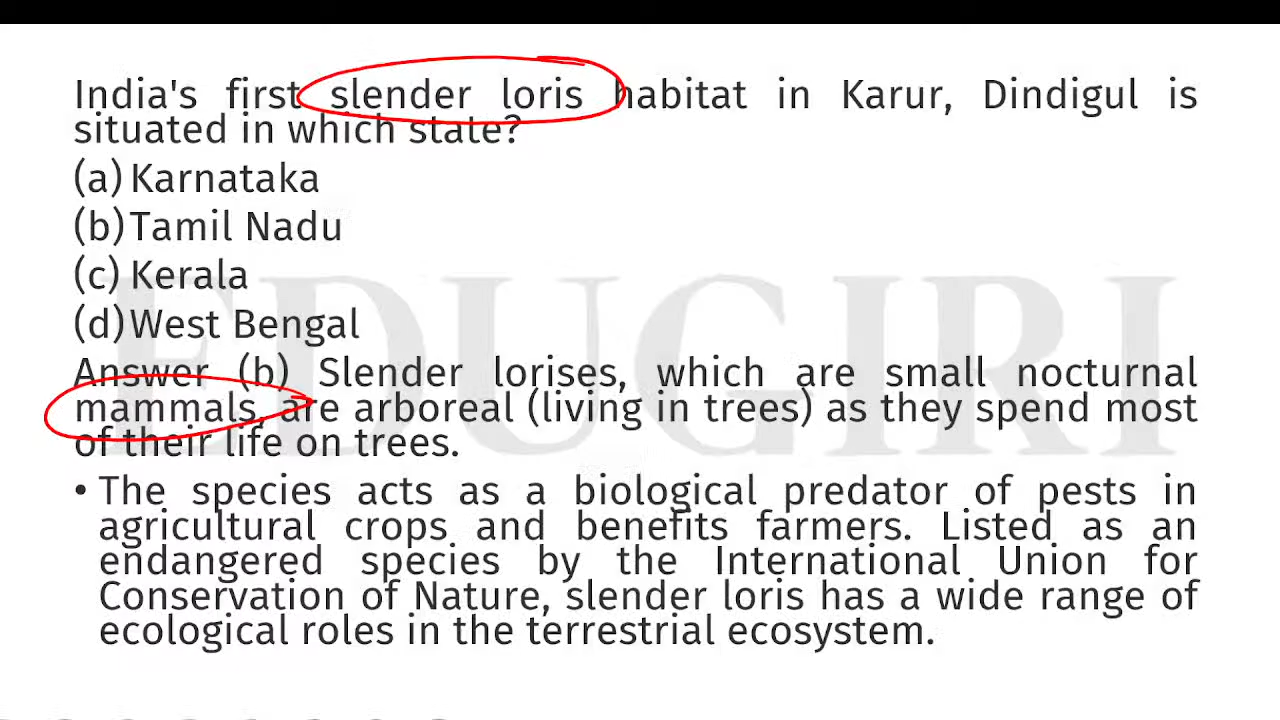 India's first slender loris habitat in Karur, Dindigul is
situated in which state?
(a) Karnataka
(b) Tamil Nadu
(c) Kerala
(d) West Bengal
Answer (b) Slender lorises, which are small nocturnal
mammals, are arboreal (living in trees) as they spend most
of their life on trees.
• The species acts as a biological predator of pests in
agricultural crops and benefits farmers. Listed as an
endangered species by the International Union for
Conservation of Nature, slender loris has a wide range of
ecological roles in the terrestrial ecosystem.
EDUGIRI